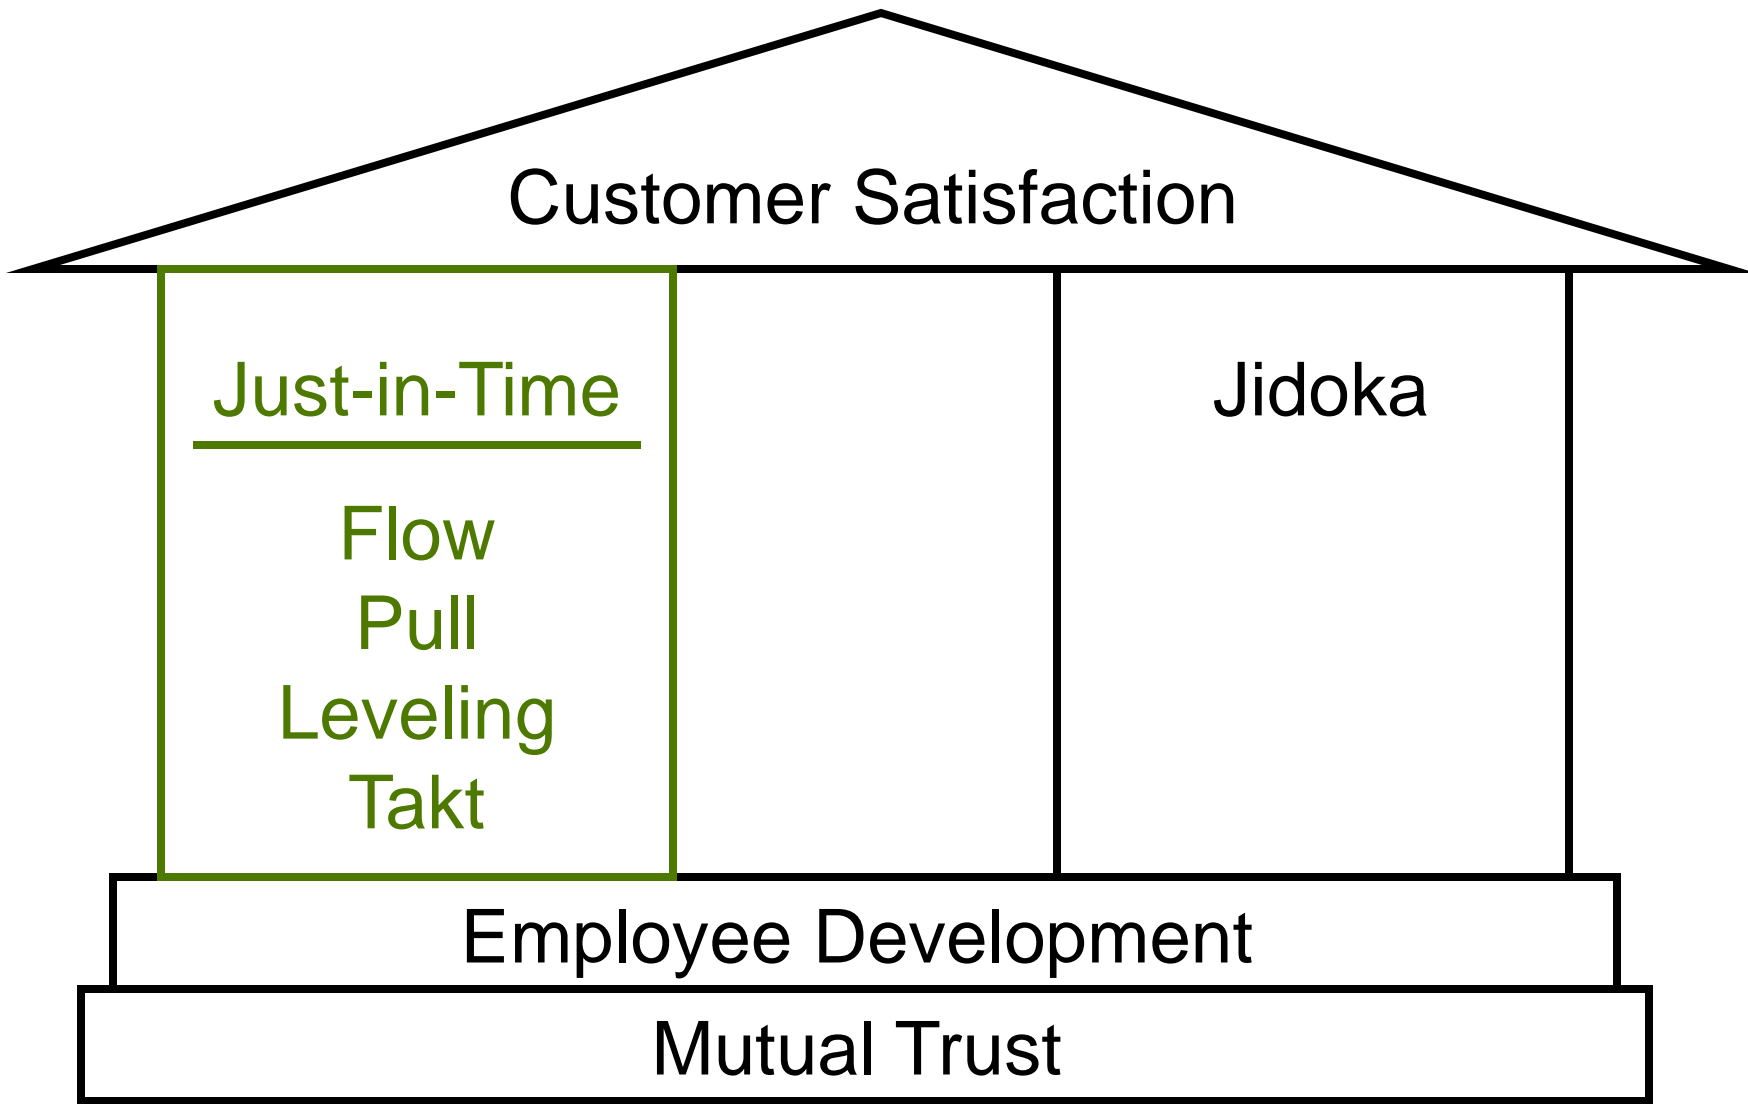 Customer Satisfaction
Just-in-Time
Flow
Pull
Leveling
Takt
Jidoka
Employee Development
Mutual Trust